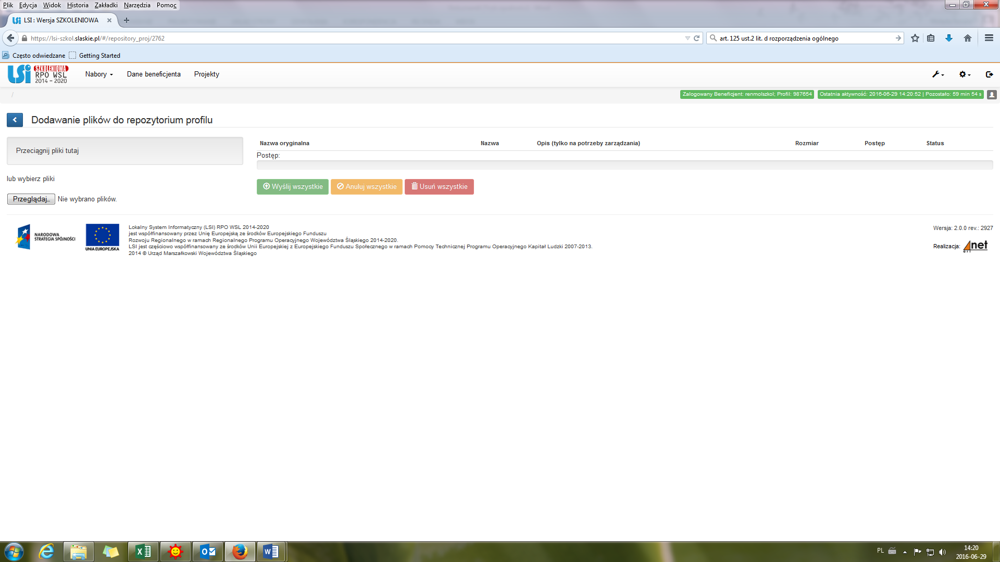 Plik Edycja Widok Historia Zakładki Narzędzia Pomoc
LSI : Wersja SZKOLENIOWA
https://lsi-szkol.slaskie.pl/#/repository_proj/2762
art. 125 ust.2 lit. d rozporządzenia ogólnego
Często odwiedzane Getting Started
LSi SZKOLENIOWA
RPO WSL
2014 - 2020
Nabory Dane beneficjenta Projekty
/
Zalogowany Beneficjent: renmolszkol; Profil: 987654 Ostatnia aktywność: 2016-06-29 14:20:52 | Pozostało: 59 min 54 s
Dodawanie plików do repozytorium profilu
Przeciągnij pliki tutaj
lub wybierz pliki
Przeglądaj... Nie wybrano plików.
Nazwa oryginalna Nazwa Opis (tylko na potrzeby zarządzania) Rozmiar Postęp Status
Postęp:
Wyślij wszystkie Anuluj wszystkie Usuń wszystkie
NARODOWA
STRATEGIA SPÓJNOŚCI
UNIA EUROPEJSKA
Lokalny System Informatyczny (LSI) RPO WSL 2014-2020
jest współfinansowany przez Unię Europejską ze środków Europejskiego Funduszu
Rozwoju Regionalnego w ramach Regionalnego Programu Operacyjnego Województwa Śląskiego 2014-2020.
LSI jest częściowo współfinansowany ze środków Unii Europejskiej z Europejskiego Funduszu Społecznego w ramach Pomocy Technicznej Programu Operacyjnego Kapitał Ludzki 2007-2013.
2014 © Urząd Marszałkowski Województwa Śląskiego
Wersja: 2.0.0 rev.: 2927
Realizacja: 4net
PL
14:20
2016-06-29